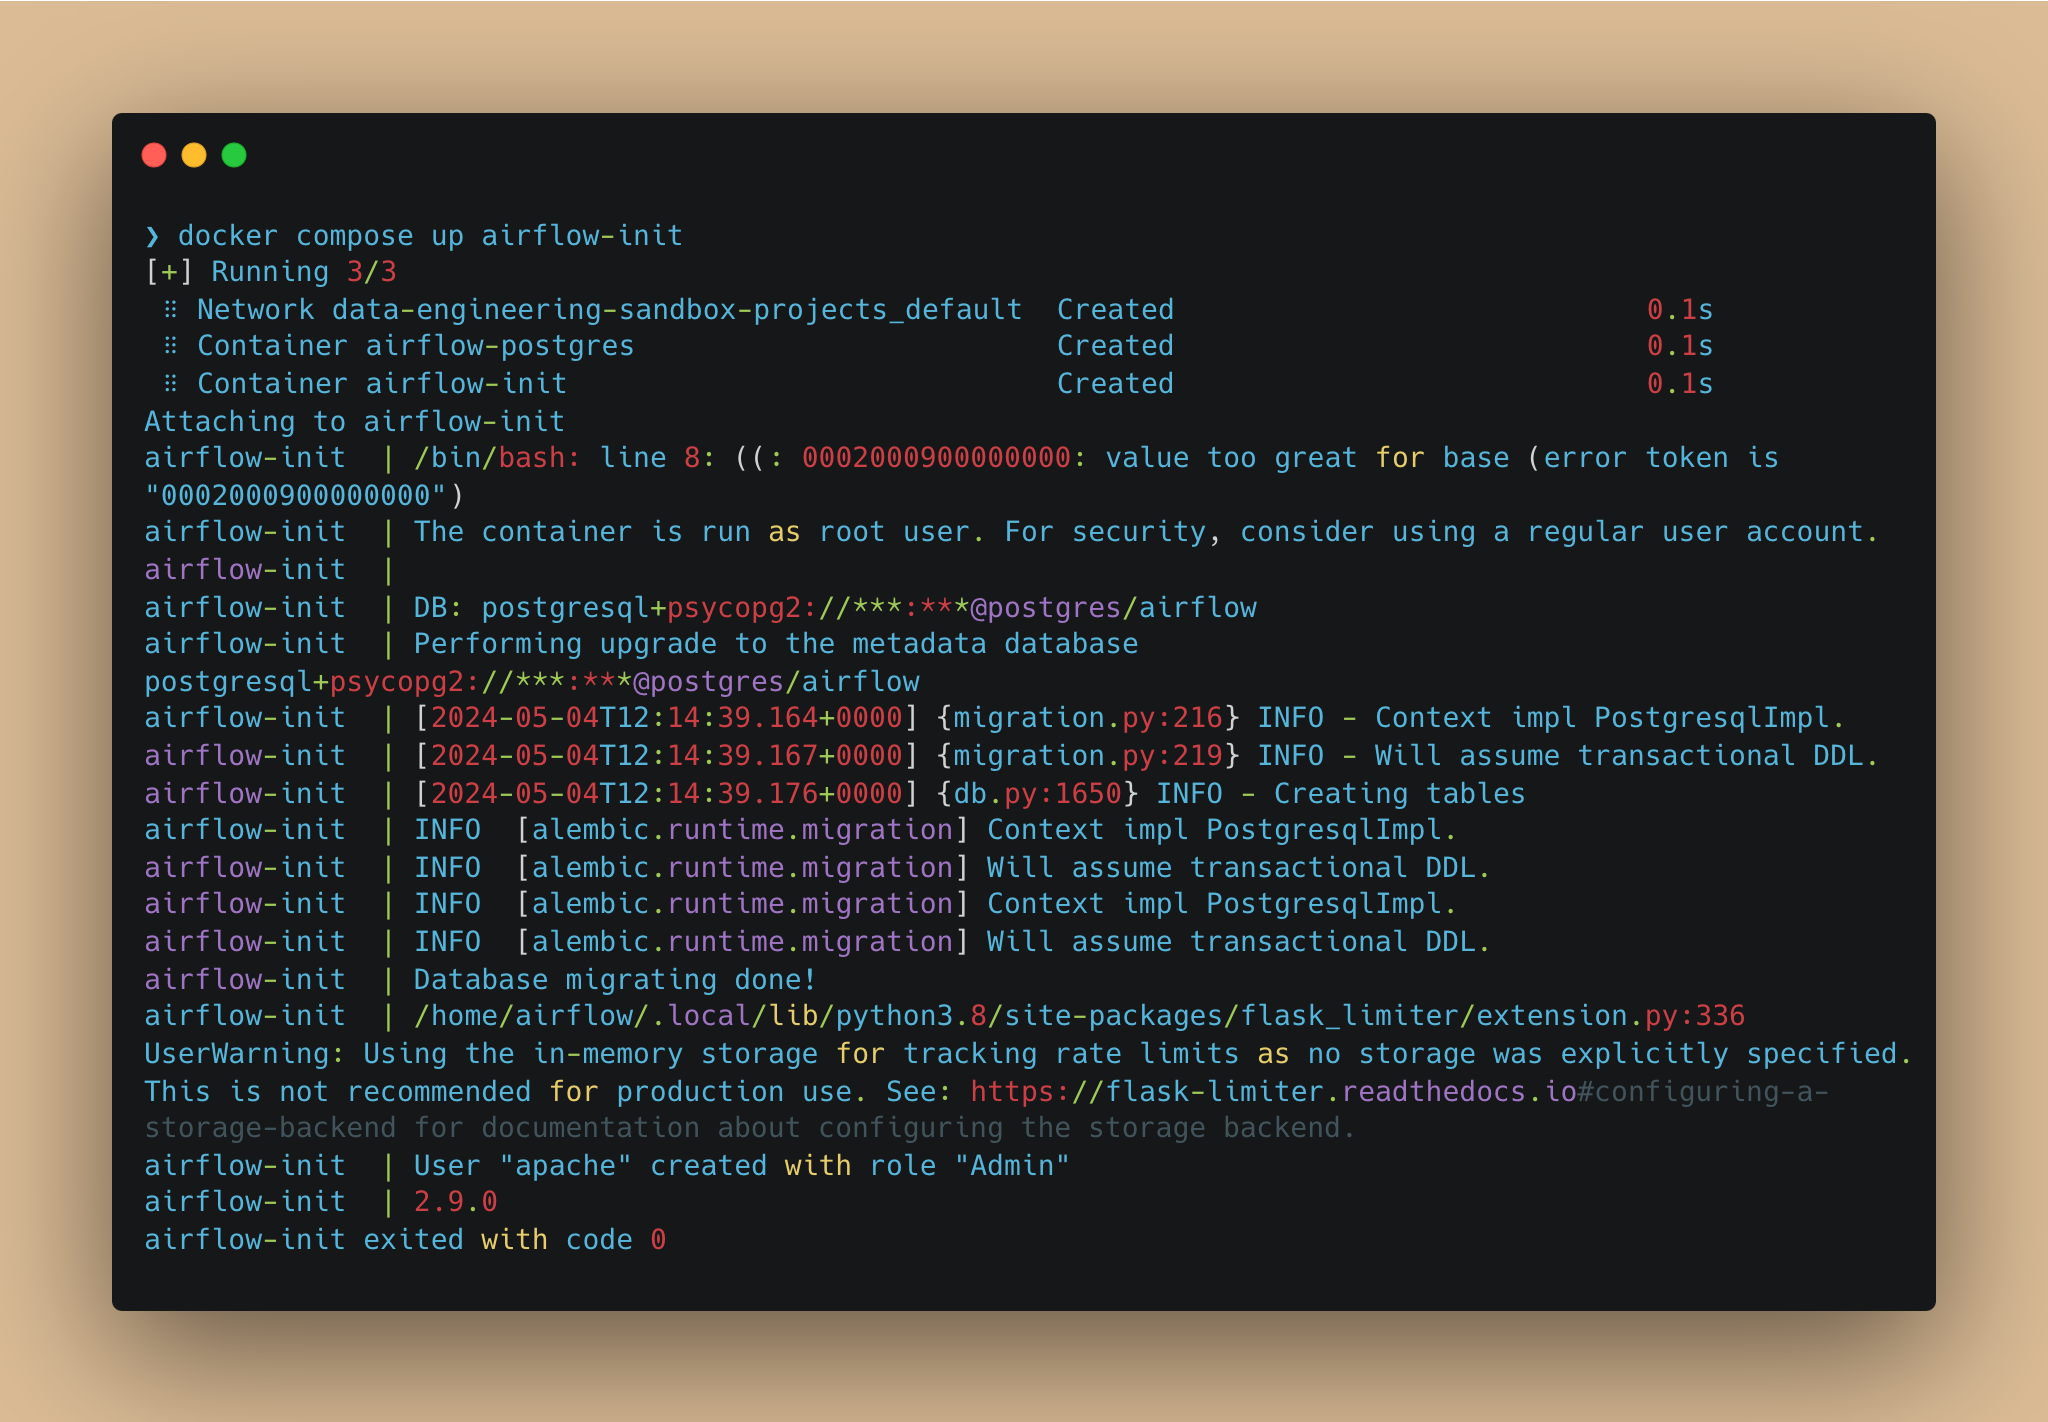 ❯ docker compose up airflow-init
[+] Running 3/3
 ⠿ Network data-engineering-sandbox-projects_default  Created                            0.1s
 ⠿ Container airflow-postgres                         Created                            0.1s
 ⠿ Container airflow-init                             Created                            0.1s
Attaching to airflow-init
airflow-init  | /bin/bash: line 8: ((: 0002000900000000: value too great for base (error token is
"0002000900000000")
airflow-init  | The container is run as root user. For security, consider using a regular user account.
airflow-init  |
airflow-init  | DB: postgresql+psycopg2://***:***@postgres/airflow
airflow-init  | Performing upgrade to the metadata database
postgresql+psycopg2://***:***@postgres/airflow
airflow-init  | [2024-05-04T12:14:39.164+0000] {migration.py:216} INFO - Context impl PostgresqlImpl.
airflow-init  | [2024-05-04T12:14:39.167+0000] {migration.py:219} INFO - Will assume transactional DDL.
airflow-init  | [2024-05-04T12:14:39.176+0000] {db.py:1650} INFO - Creating tables
airflow-init  | INFO  [alembic.runtime.migration] Context impl PostgresqlImpl.
airflow-init  | INFO  [alembic.runtime.migration] Will assume transactional DDL.
airflow-init  | INFO  [alembic.runtime.migration] Context impl PostgresqlImpl.
airflow-init  | INFO  [alembic.runtime.migration] Will assume transactional DDL.
airflow-init  | Database migrating done!
airflow-init  | /home/airflow/.local/lib/python3.8/site-packages/flask_limiter/extension.py:336
UserWarning: Using the in-memory storage for tracking rate limits as no storage was explicitly specified.
This is not recommended for production use. See: https://flask-limiter.readthedocs.io#configuring-a-
storage-backend for documentation about configuring the storage backend.
airflow-init  | User "apache" created with role "Admin"
airflow-init  | 2.9.0
airflow-init exited with code 0